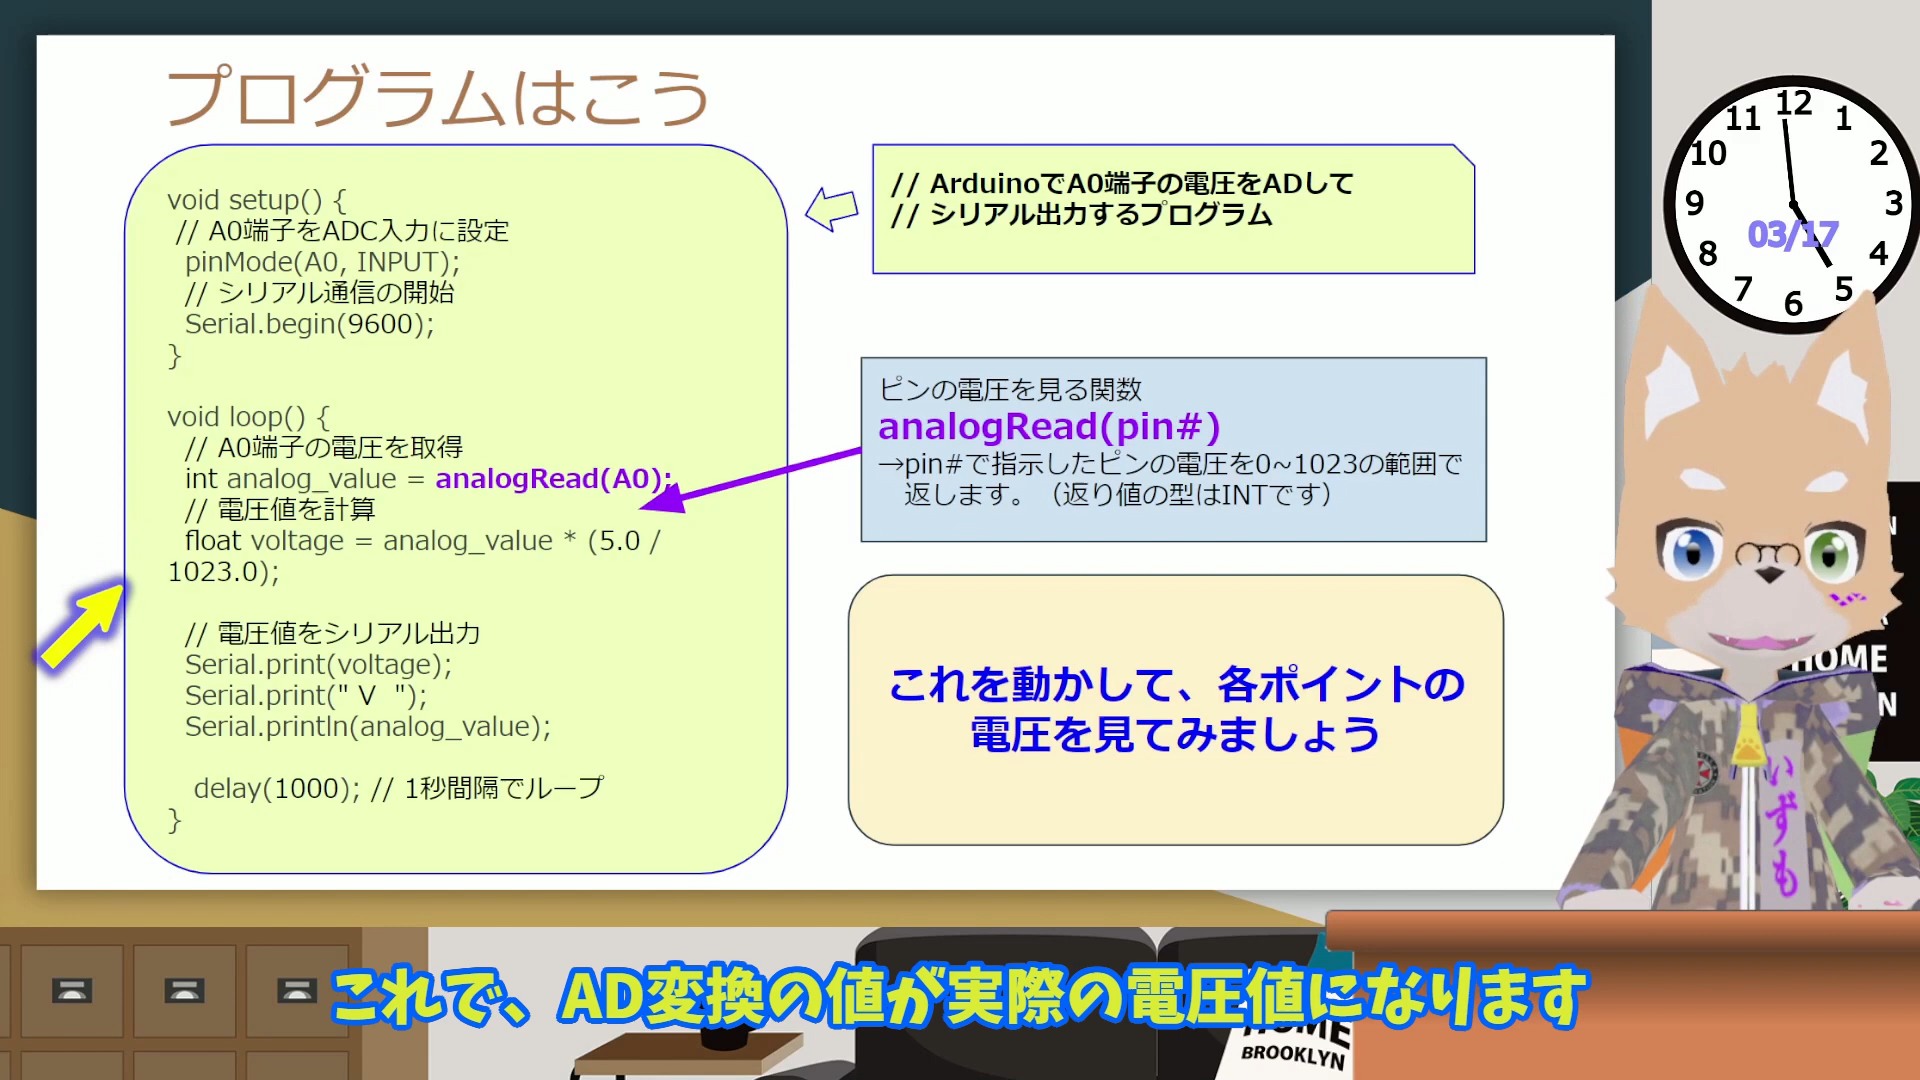 プログラムはこう
void setup() {
// A0端子をADC入力に設定
pinMode(A0, INPUT);
// シリアル通信の開始
Serial.begin(9600);
}
void loop() {
// A0端子の電圧を取得
int analog_value = analogRead(A0);
// 電圧値を計算
float voltage = analog_value * (5.0 /
1023.0);
// 電圧値をシリアル出力
Serial.print(voltage);
Serial.print(" V  ");
Serial.println(analog_value);
delay(1000); // 1秒間隔でループ
}
// ArduinoでA0端子の電圧をADして
// シリアル出力するプログラム
ピンの電圧を見る関数
analogRead(pin#)
→pin#で指示したピンの電圧を0~1023の範囲で
返します。（返り値の型はINTです）
これを動かして、各ポイントの
電圧を見てみましょう
12
1
2
3
4
5
6
7
8
9
10
11
03/17
HOME
N
いずも
これで、AD変換の値が実際の電圧値になります
HOME
BROOKLYN